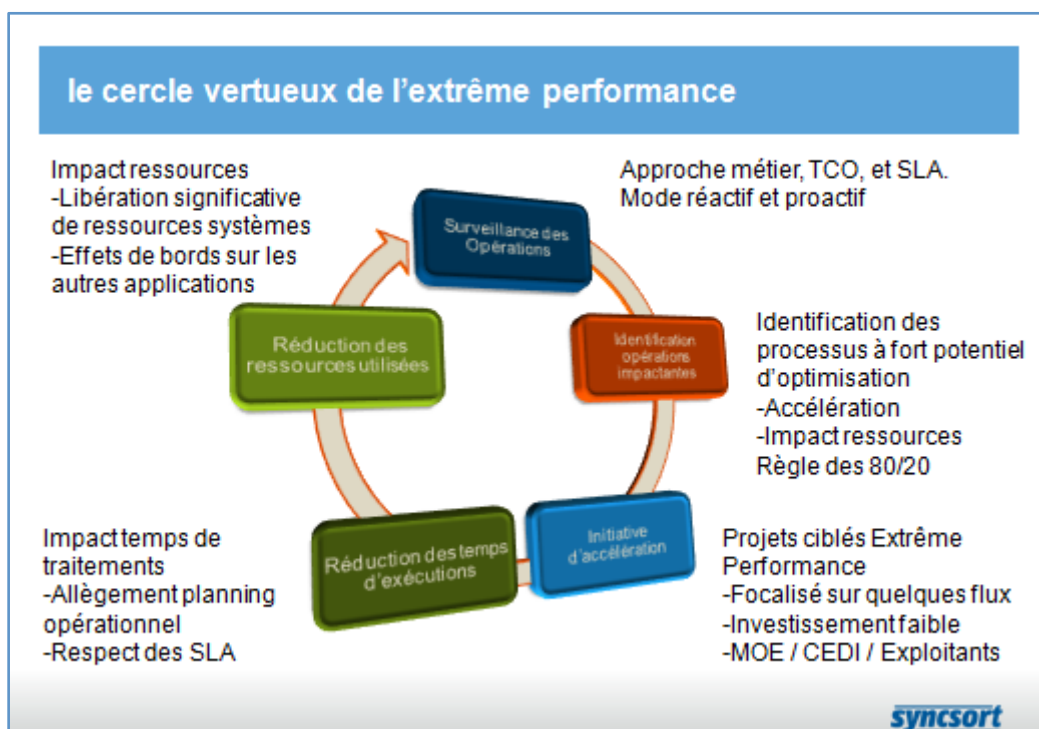 le cercle vertueux de l'extrême performance
Impact ressources
-Libération significative
de ressources systèmes
-Effets de bords sur les
autres applications
Approche métier, TCO, et SLA.
Mode réactif et proactif
Surveillance des
Opérations
Identification
opérations
impactantes
Identification des
processus à fort potentiel
d'optimisation
-Accélération
-Impact ressources
Règle des 80/20
Réduction des
ressources utilisées
Initiative
d'accélération
Projets ciblés Extrême
Performance
-Focalisé sur quelques flux
-Investissement faible
-MOE / CEDI / Exploitants
Réduction des temps
d'exécutions
Impact temps de
traitements
-Allègement planning
opérationnel
-Respect des SLA
syncsort